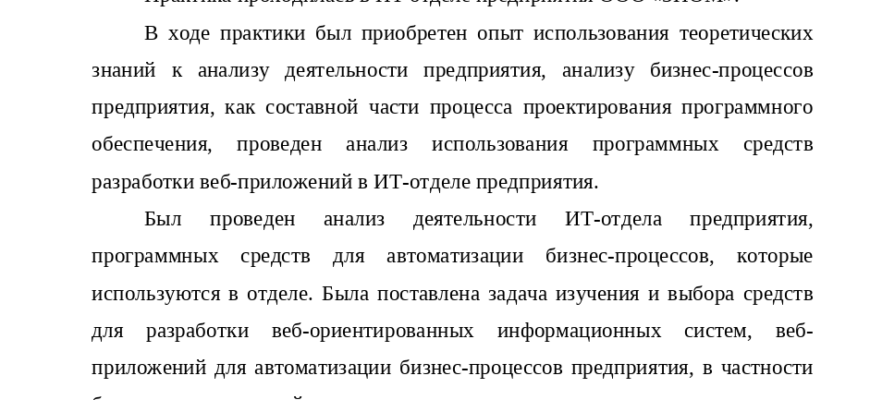 В ходе практики был приобретен опыт использования теоретических
знаний к анализу деятельности предприятия, анализу бизнес-процессов
предприятия, как составной части процесса проектирования программного
обеспечения, проведен анализ использования программных средств
разработки веб-приложений в ИТ-отделе предприятия.
Был проведен анализ деятельности ИТ-отдела предприятия,
программных средств для автоматизации бизнес-процессов, которые
используются в отделе. Была поставлена задача изучения и выбора средств
для разработки веб-ориентированных информационных систем, веб-
приложений для автоматизации бизнес-процессов предприятия, в частности